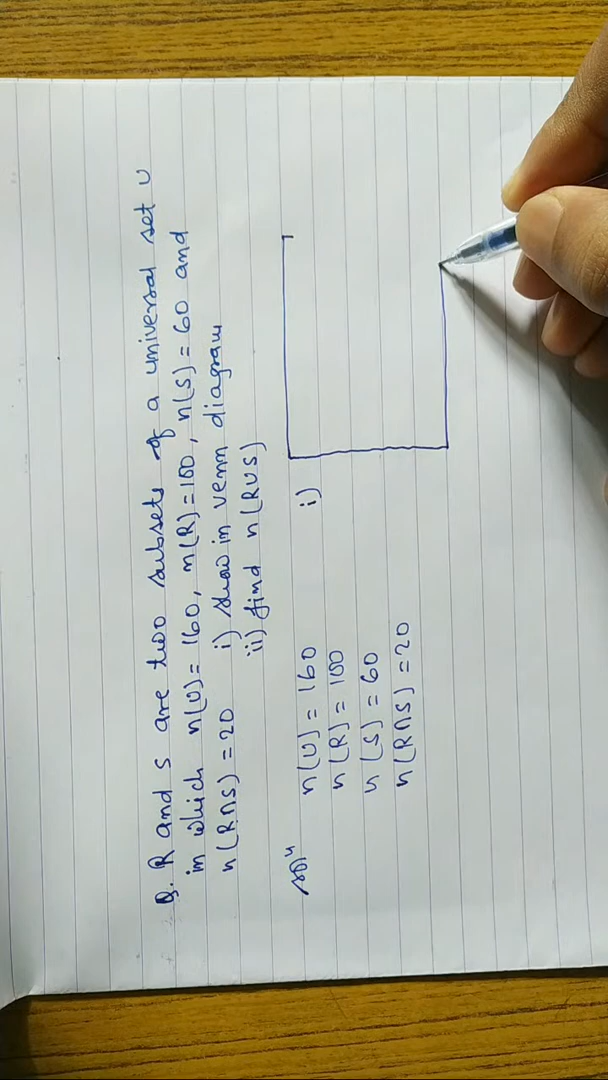 Q. R and S are two subsets of a universal set U
in which n(U) = 160, n(R) = 100, n(S) = 60 and
n(R∩S) = 20 i) show in venn diagram
ii) find n(R∪S)
solⁿ n(U) = 160 i)
n(R) = 100
n(S) = 60
n(R∩S) = 20